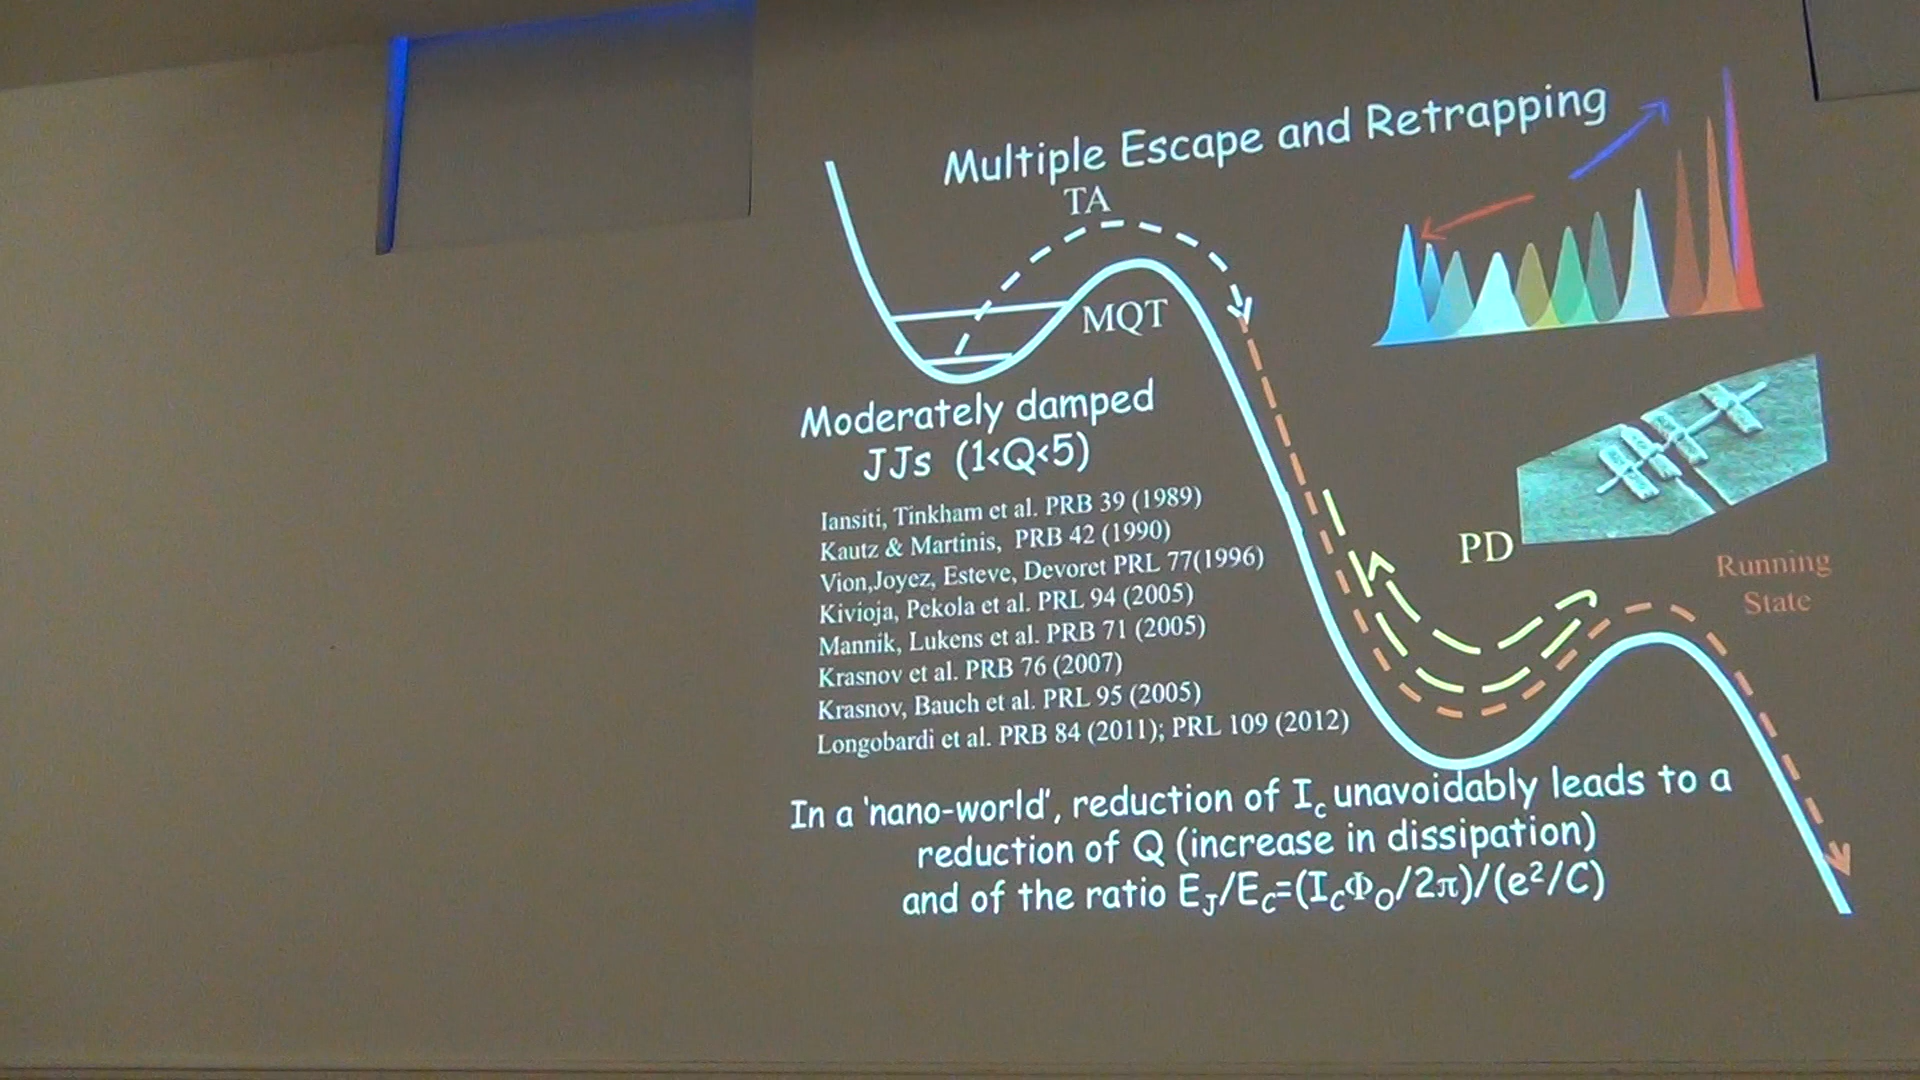 Multiple Escape and Retrapping
TA
MQT
Moderately damped
JJs (1<Q<5)
Iansiti, Tinkham et al. PRB 39 (1989)
Kautz & Martinis, PRB 42 (1990)
Vion,Joyez, Esteve, Devoret PRL 77(1996)
Kivioja, Pekola et al. PRL 94 (2005)
Mannik, Lukens et al. PRB 71 (2005)
Krasnov et al. PRB 76 (2007)
Krasnov, Bauch et al. PRL 95 (2005)
Longobardi et al. PRB 84 (2011); PRL 109 (2012)
PD
Running
State
In a 'nano-world', reduction of Ic unavoidably leads to a
reduction of Q (increase in dissipation)
and of the ratio EJ/EC=(ICΦO/2π)/(e²/C)